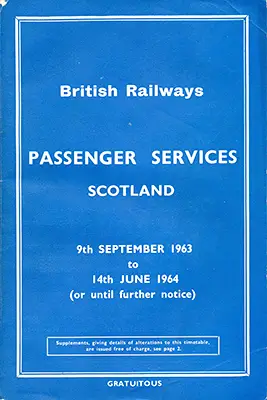 British Railways
PASSENGER SERVICES
SCOTLAND
9th SEPTEMBER 1963
to
14th JUNE 1964
(or until further notice)
Supplements, giving details of alterations to this timetable,
are issued free of charge, see page 2.
GRATUITOUS